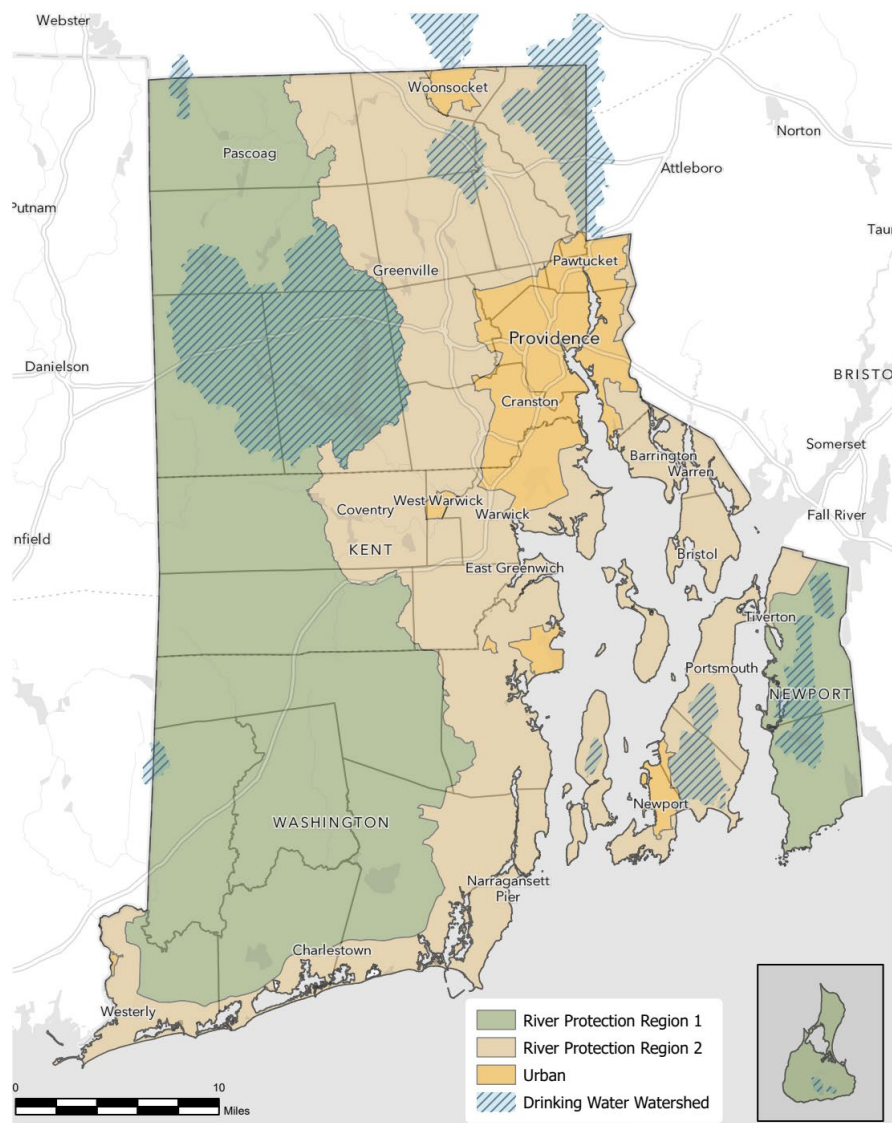 Webster
Woonsocket
Norton
Pascoag
Attleboro
Putnam
Tau
Greenville
Pawtucket
Providence
Danielson
BRISTO
Cranston
Somerset
Barrington
Warren
West Warwick
Coventry
Warwick
Fall River
nfield
KENT
Bristol
East Greenwich
Tiverton
Portsmouth
NEWPORT
Newport
WASHINGTON
Narragansett
Pier
Charlestown
Westerly
River Protection Region 1
River Protection Region 2
Urban
Drinking Water Watershed
0 10
Miles